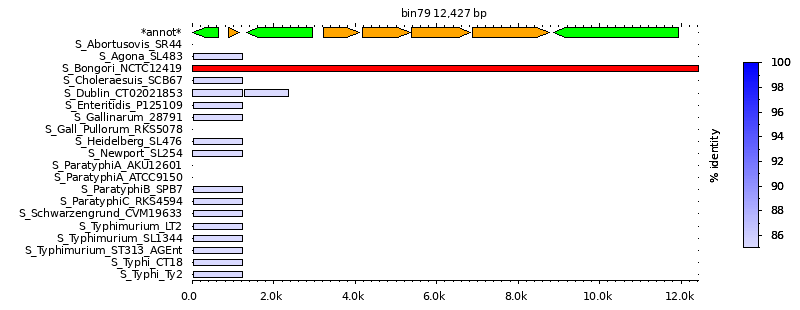 bin79 12,427 bp
*annot*
S_Abortusovis_SR44
S_Agona_SL483
S_Bongori_NCTC12419
S_Choleraesuis_SCB67
S_Dublin_CT02021853
S_Enteritidis_P125109
S_Gallinarum_28791
S_Gall_Pullorum_RKS5078
S_Heidelberg_SL476
S_Newport_SL254
S_ParatyphiA_AKU12601
S_ParatyphiA_ATCC9150
S_ParatyphiB_SPB7
S_ParatyphiC_RKS4594
S_Schwarzengrund_CVM19633
S_Typhimurium_LT2
S_Typhimurium_SL1344
S_Typhimurium_ST313_AGEnt
S_Typhi_CT18
S_Typhi_Ty2
0.0 2.0k 4.0k 6.0k 8.0k 10.0k 12.0k
% identity
100
98
96
94
92
90
88
86